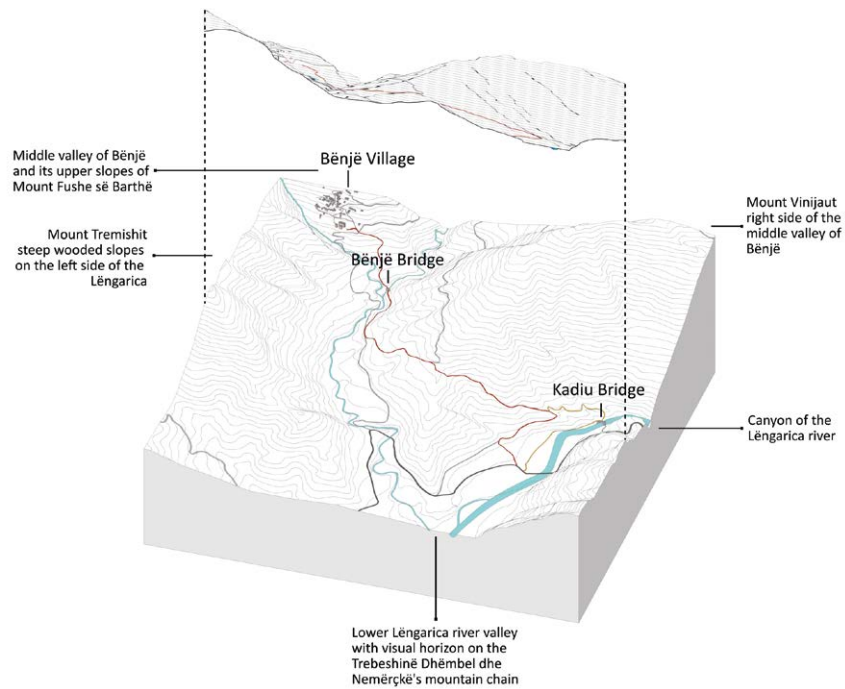 Middle valley of Bënjë
and its upper slopes of
Mount Fushe së Barthë
Bënjë Village
Mount Tremishit
steep wooded slopes
on the left side of the
Lëngarica
Bënjë Bridge
Mount Vinijaut
right side of the
middle valley of
Bënjë
Kadiu Bridge
Canyon of the
Lëngarica river
Lower Lëngarica river valley
with visual horizon on the
Trebeshinë Dhëmbel dhe
Nemërçkë's mountain chain